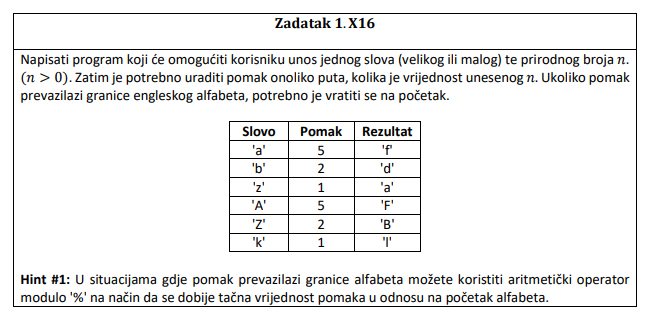 Zadatak 1.X16
Napisati program koji će omogućiti korisniku unos jednog slova (velikog ili malog) te prirodnog broja n.
(n > 0). Zatim je potrebno uraditi pomak onoliko puta, kolika je vrijednost unesenog n. Ukoliko pomak
prevazilazi granice engleskog alfabeta, potrebno je vratiti se na početak.
Slovo Pomak Rezultat
'a' 5 'f'
'b' 2 'd'
'z' 1 'a'
'A' 5 'F'
'Z' 2 'B'
'k' 1 'l'
Hint #1: U situacijama gdje pomak prevazilazi granice alfabeta možete koristiti aritmetički operator
modulo '%' na način da se dobije tačna vrijednost pomaka u odnosu na početak alfabeta.